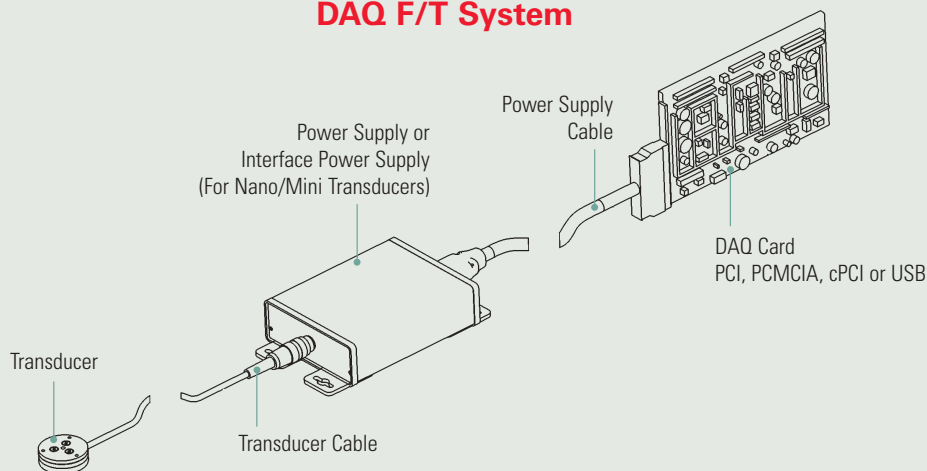 DAQ F/T System
Power Supply
Cable
Power Supply or
Interface Power Supply
(For Nano/Mini Transducers)
DAQ Card
PCI, PCMCIA, cPCI or USB
Transducer
Transducer Cable